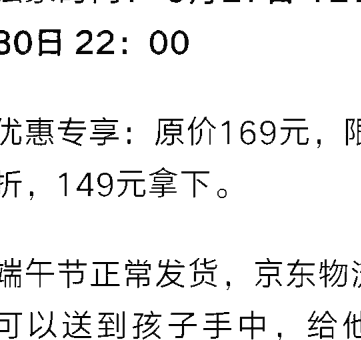 30日 22：00
优惠专享：原价169元，限
折，149元拿下。
端午节正常发货，京东物流
可以送到孩子手中，给他